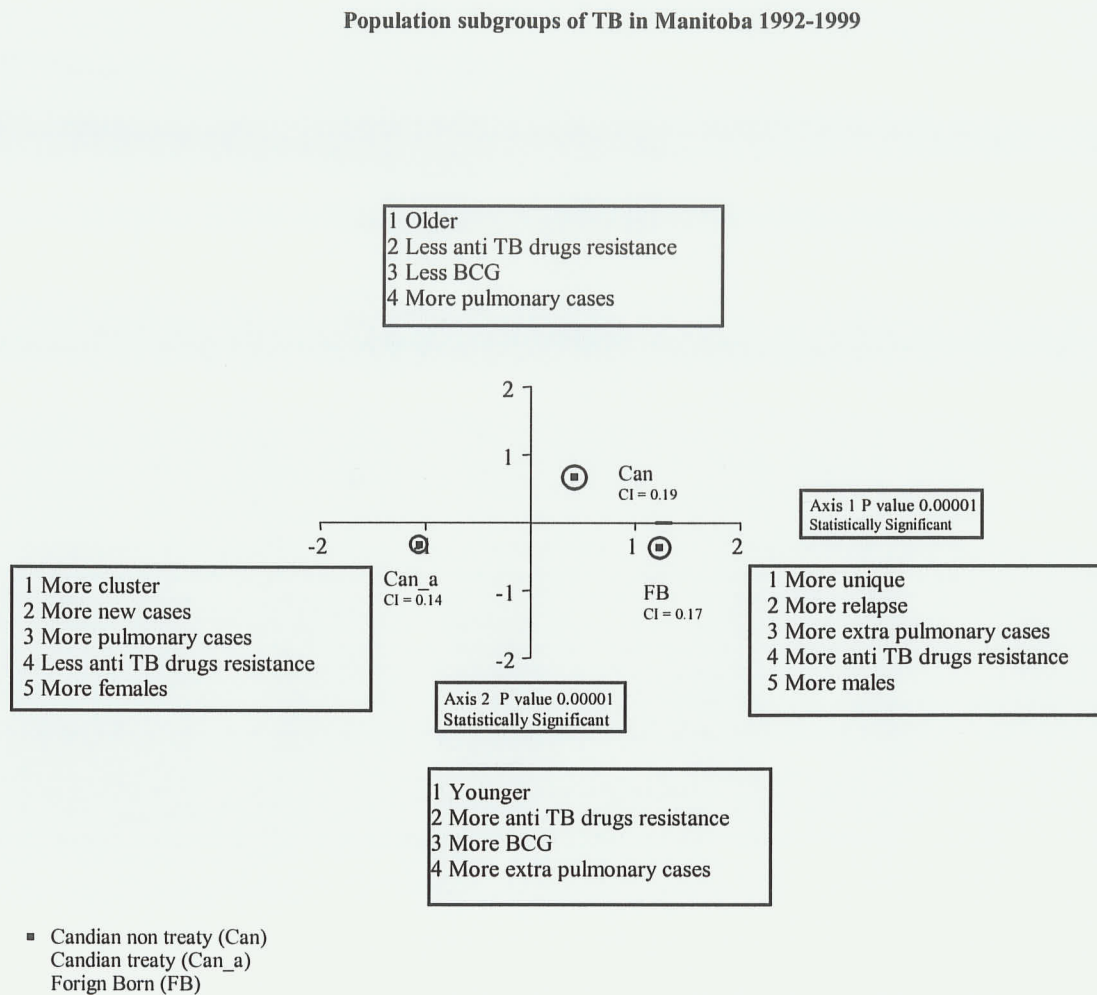 Population subgroups of TB in Manitoba 1992-1999
1 Older
2 Less anti TB drugs resistance
3 Less BCG
4 More pulmonary cases
2
1
Can
CI = 0.19
Axis 1 P value 0.00001
Statistically Significant
-2
-1
1
2
Can_a
CI = 0.14
-1
FB
CI = 0.17
-2
1 More cluster
2 More new cases
3 More pulmonary cases
4 Less anti TB drugs resistance
5 More females
1 More unique
2 More relapse
3 More extra pulmonary cases
4 More anti TB drugs resistance
5 More males
Axis 2 P value 0.00001
Statistically Significant
1 Younger
2 More anti TB drugs resistance
3 More BCG
4 More extra pulmonary cases
Candian non treaty (Can)
Candian treaty (Can_a)
Forign Born (FB)